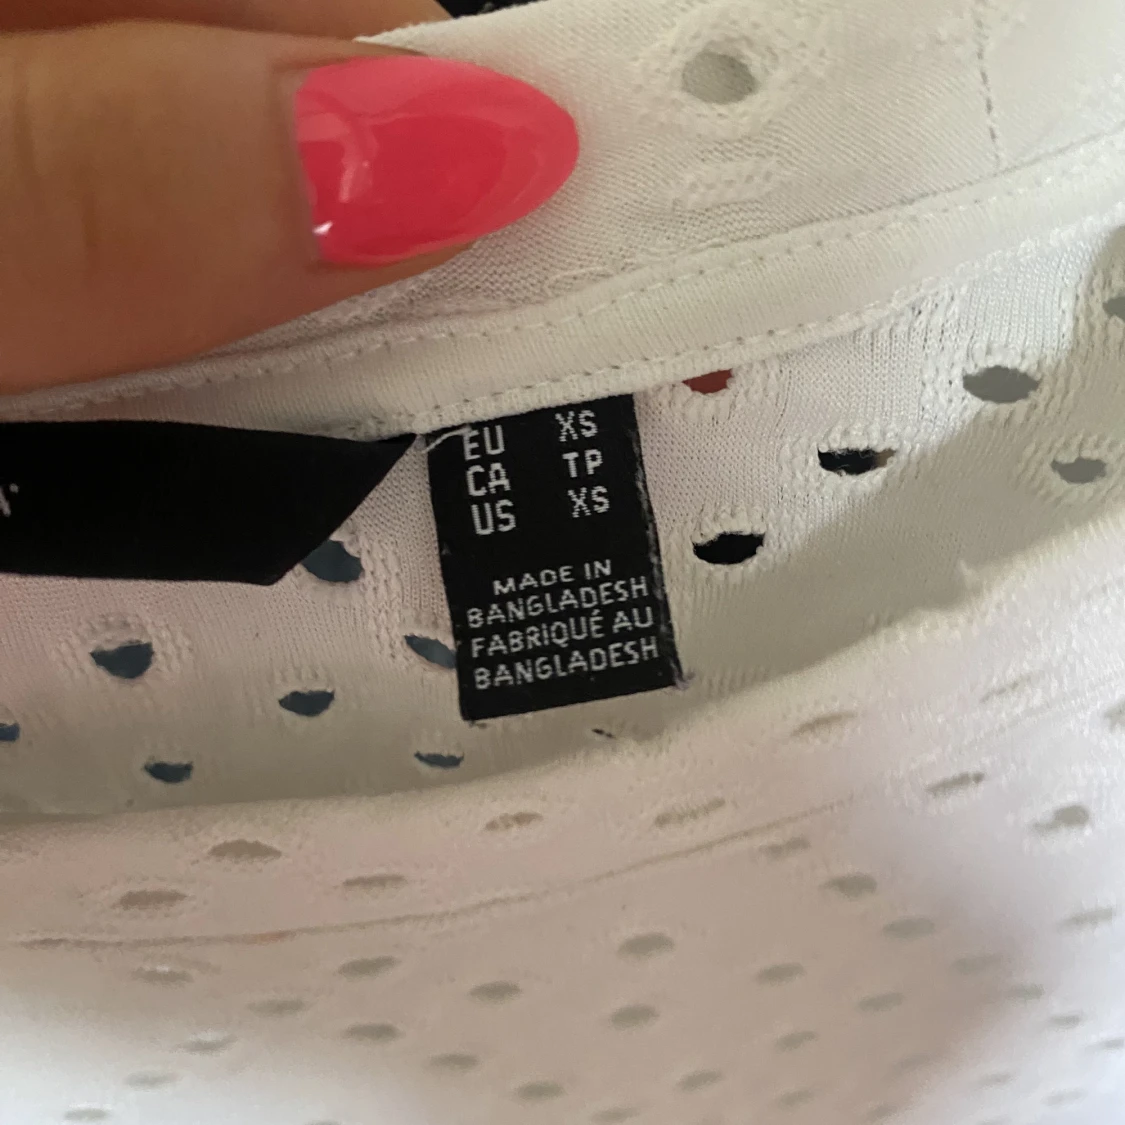 EU XS
CA TP
US XS
MADE IN
BANGLADESH
FABRIQUÉ AU
BANGLADESH